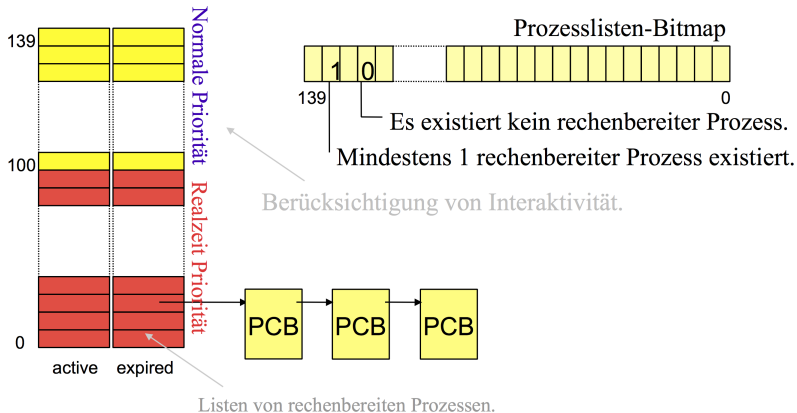 Prozesslisten-Bitmap
139
1 0
139
0
Es existiert kein rechenbereiter Prozess.
Mindestens 1 rechenbereiter Prozess existiert.
Normale Priorität
100
Berücksichtigung von Interaktivität.
Realzeit Priorität
PCB
PCB
PCB
0
active
expired
Listen von rechenbereiten Prozessen.